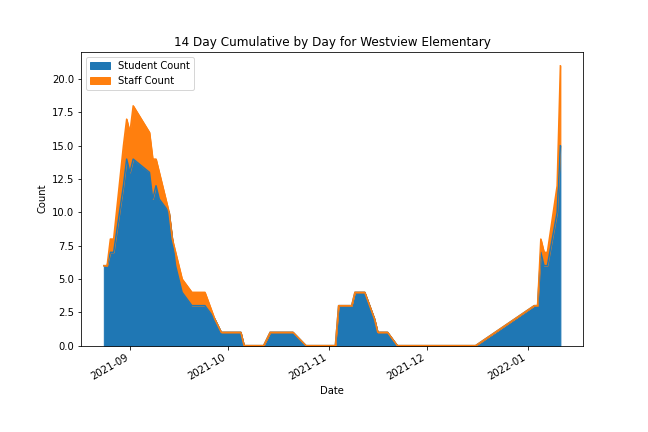 14 Day Cumulative by Day for Westview Elementary
Student Count
Staff Count
20.0
17.5
15.0
12.5
10.0
7.5
5.0
2.5
0.0
Count
2021-09
2021-10
2021-11
2021-12
2022-01
Date